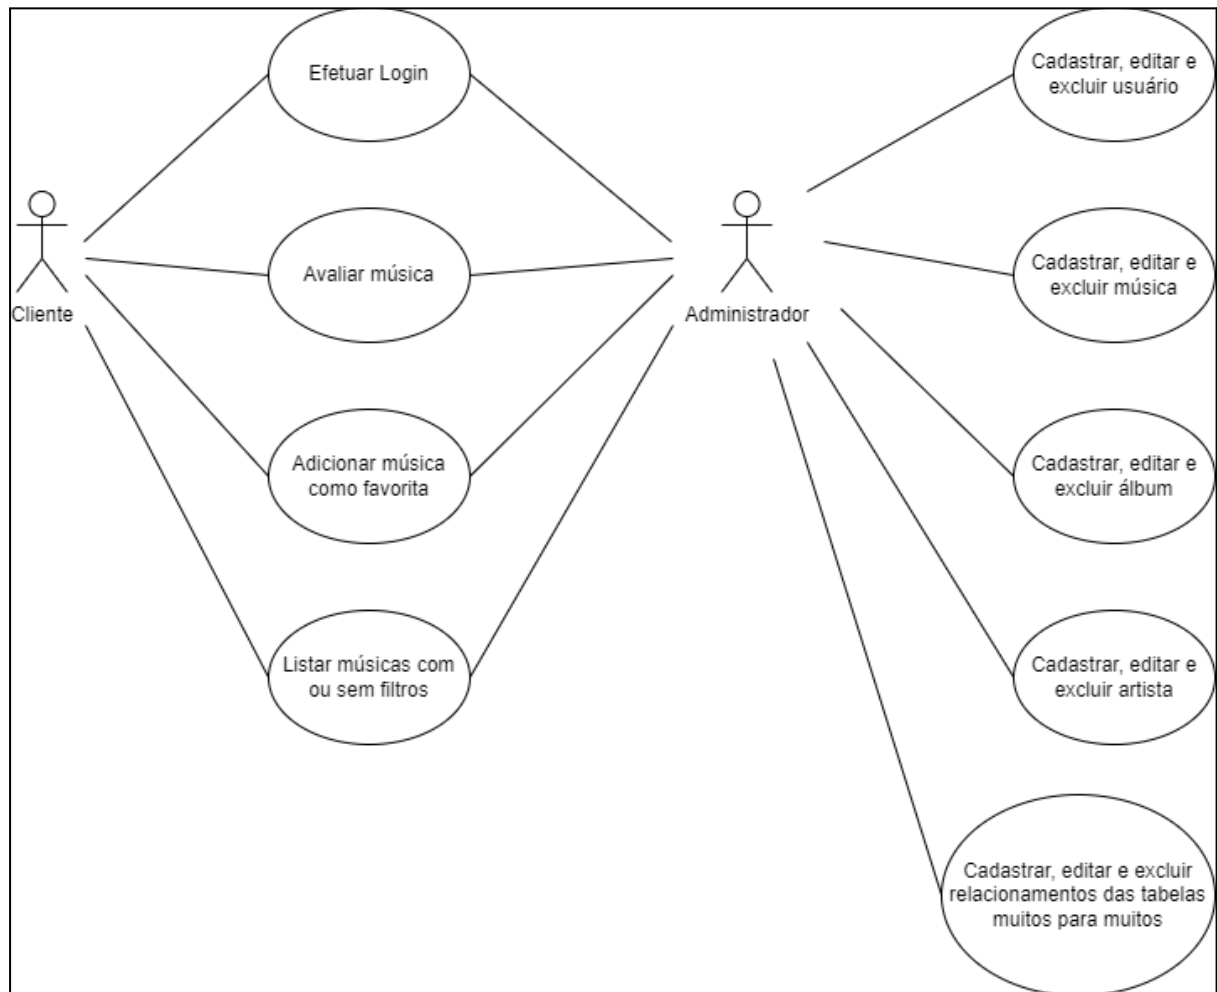 Efetuar Login
Cadastrar, editar e
excluir usuário
Avaliar música
Cadastrar, editar e
excluir música
Cliente
Administrador
Adicionar música
como favorita
Cadastrar, editar e
excluir álbum
Listar músicas com
ou sem filtros
Cadastrar, editar e
excluir artista
Cadastrar, editar e excluir
relacionamentos das tabelas
muitos para muitos